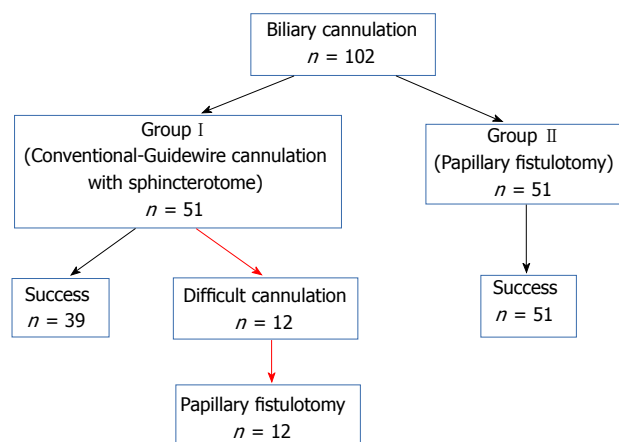 Biliary cannulation
n = 102
Group Ⅰ
(Conventional-Guidewire cannulation
with sphincterotome)
n = 51
Group Ⅱ
(Papillary fistulotomy)
n = 51
Success
n = 39
Difficult cannulation
n = 12
Success
n = 51
Papillary fistulotomy
n = 12